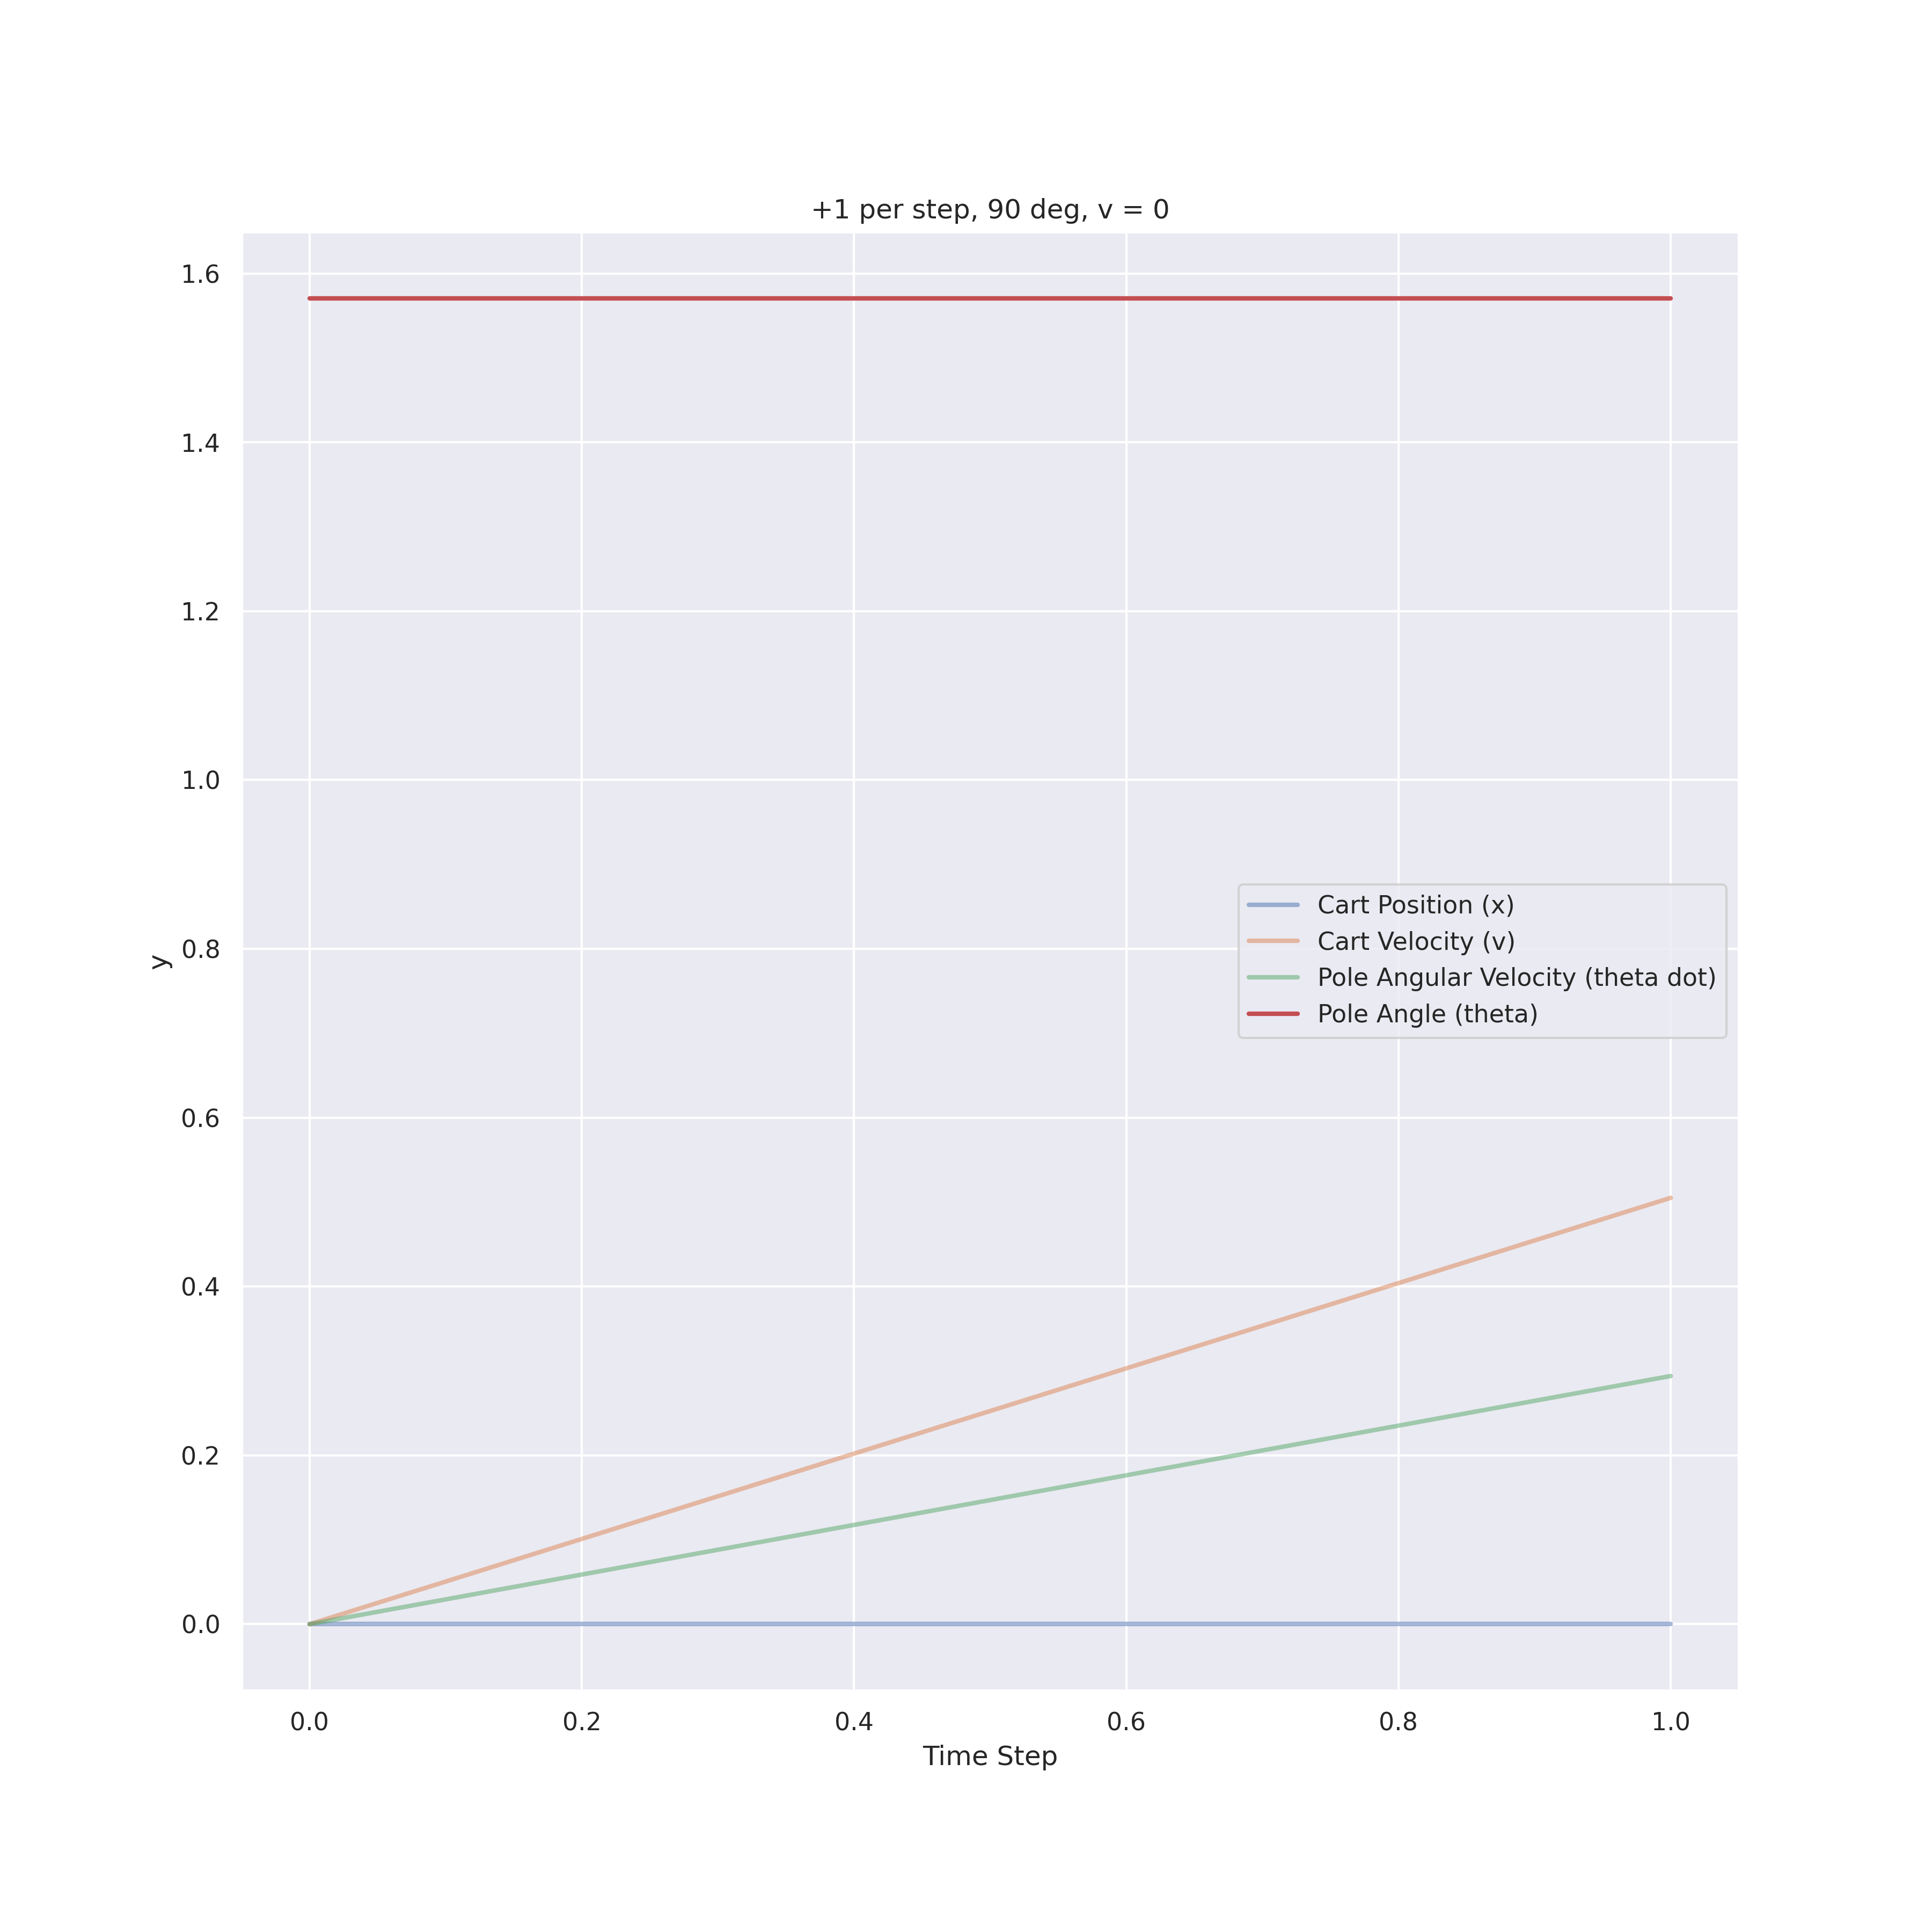 +1 per step, 90 deg, v = 0
1.6
1.4
1.2
1.0
0.8
0.6
0.4
0.2
0.0
y
Cart Position (x)
Cart Velocity (v)
Pole Angular Velocity (theta dot)
Pole Angle (theta)
0.0 0.2 0.4 0.6 0.8 1.0
Time Step